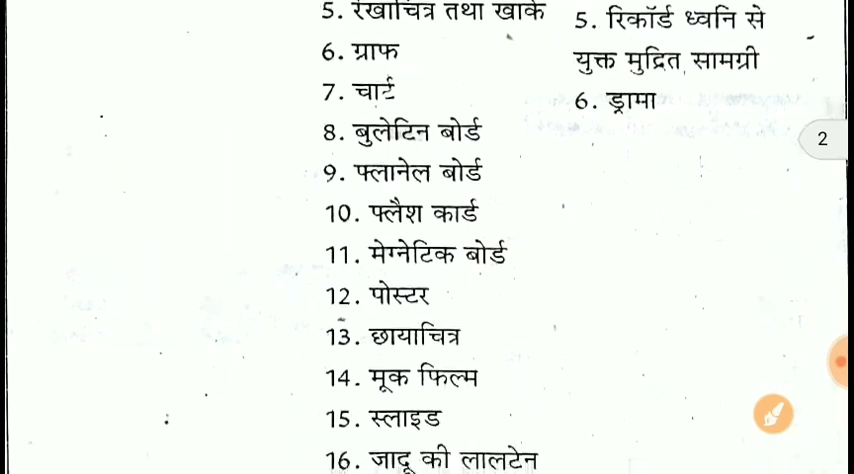 5. रेखाचित्र तथा खाके
6. ग्राफ
7. चार्ट
8. बुलेटिन बोर्ड
9. फ्लानेल बोर्ड
10. फ्लैश कार्ड
11. मेग्नेटिक बोर्ड
12. पोस्टर
13. छायाचित्र
14. मूक फिल्म
15. स्लाइड
16. जादू की लालटेन
5. रिकॉर्ड ध्वनि से
युक्त मुद्रित सामग्री
6. ड्रामा
2